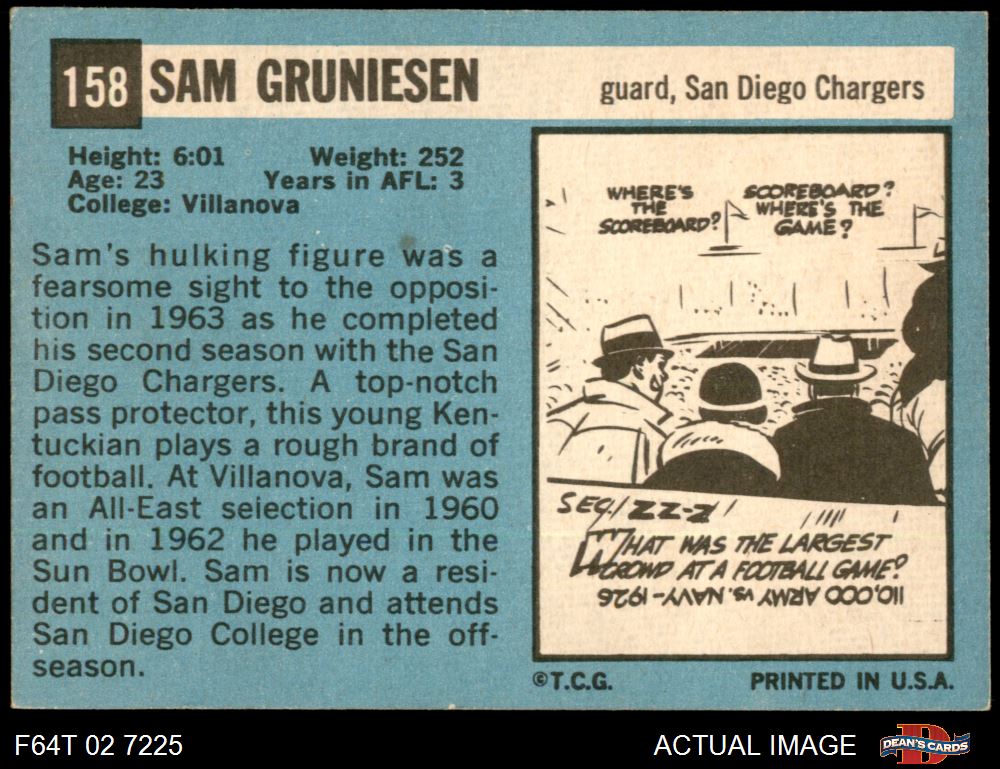 158 SAM GRUNIESEN
guard, San Diego Chargers
Height: 6:01 Weight: 252
Age: 23 Years in AFL: 3
College: Villanova
Sam's hulking figure was a
fearsome sight to the opposi-
tion in 1963 as he completed
his second season with the San
Diego Chargers. A top-notch
pass protector, this young Ken-
tuckian plays a rough brand of
football. At Villanova, Sam was
an All-East selection in 1960
and in 1962 he played in the
Sun Bowl. Sam is now a resi-
dent of San Diego and attends
San Diego College in the off-
season.
WHERE'S
THE
SCOREBOARD?
SCOREBOARD?
WHERE'S THE
GAME?
SEC/ ZZ-Z
WHAT WAS THE LARGEST
CROWD AT A FOOTBALL GAME?
110,000 ARMY vs. NAVY-1926
©T.C.G.
PRINTED IN U.S.A.
F64T 02 7225
ACTUAL IMAGE
DEAN'S CARDS